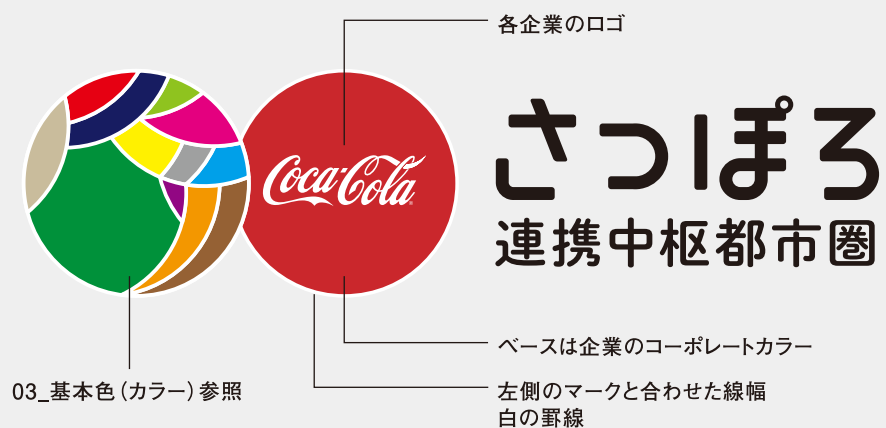 各企業のロゴ
Coca-Cola
さっぽろ
連携中枢都市圏
ベースは企業のコーポレートカラー
03_基本色(カラー)参照
左側のマークと合わせた線幅
白の罫線